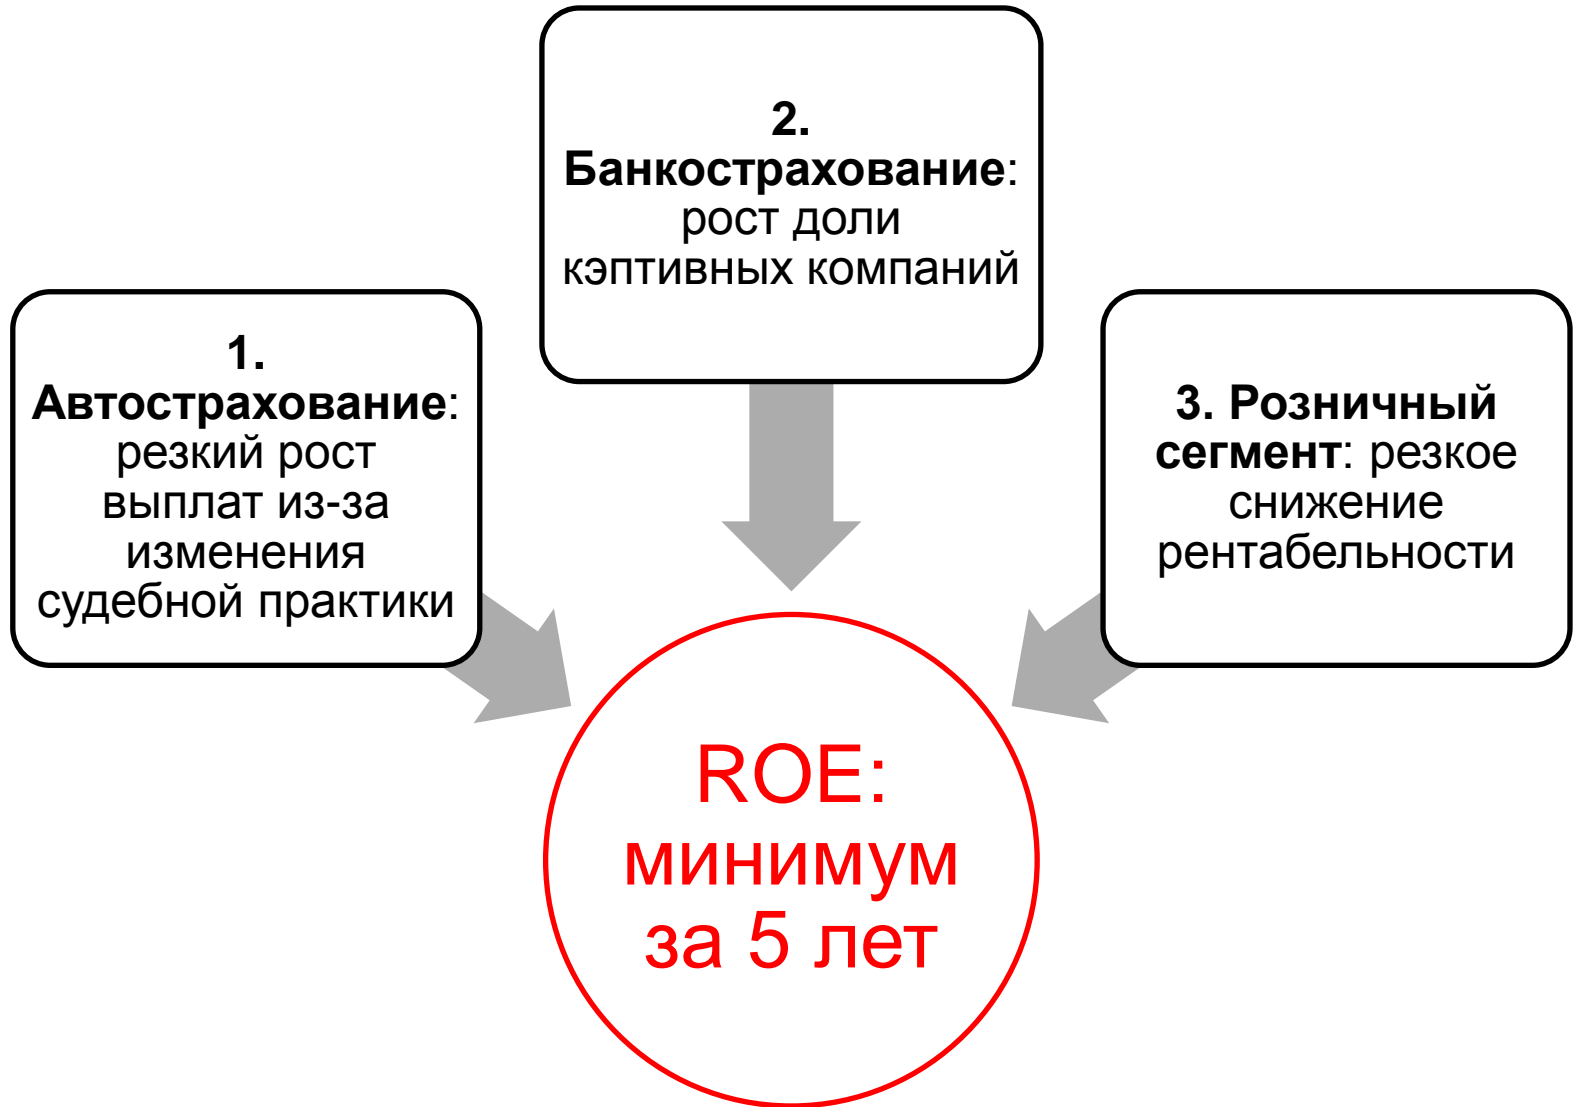 1.
Автострахование:
резкий рост
выплат из-за
изменения
судебной практики
2.
Банкострахование:
рост доли
кэптивных компаний
3. Розничный
сегмент: резкое
снижение
рентабельности
ROE:
минимум
за 5 лет